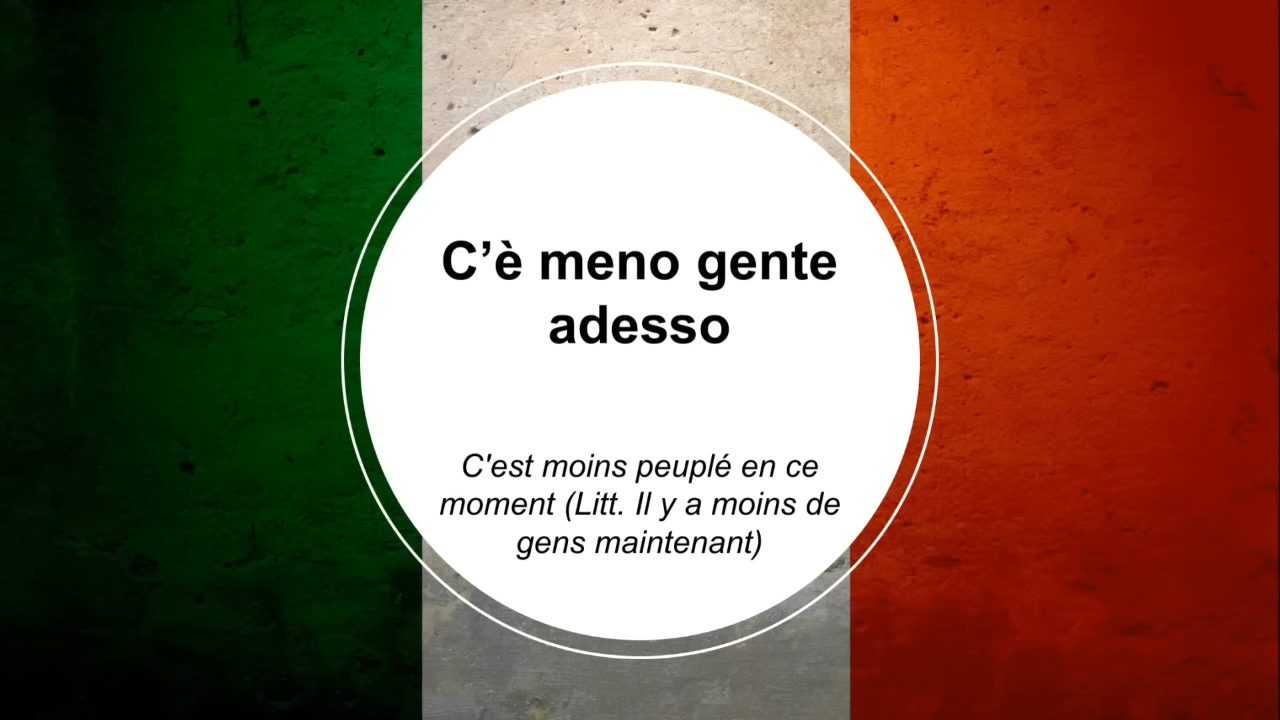 C’è meno gente
adesso
C'est moins peuplé en ce
moment (Litt. Il y a moins de
gens maintenant)